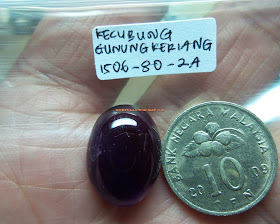 KECUBUNG
GUNUNG KERIANG
1506-80-2A
BANK NEGARA MALAYSIA
10
SEN